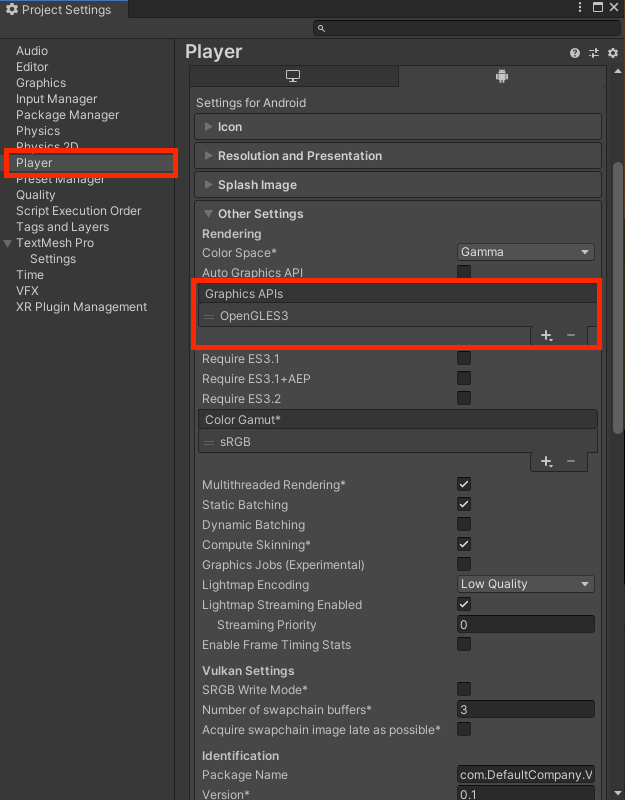 Project Settings
Audio
Editor
Graphics
Input Manager
Package Manager
Physics
Physics 2D
Player
Preset Manager
Quality
Script Execution Order
Tags and Layers
TextMesh Pro
Settings
Time
VFX
XR Plugin Management
Player
Settings for Android
Icon
Resolution and Presentation
Splash Image
Other Settings
Rendering
Color Space* Gamma
Auto Graphics API
Graphics APIs
OpenGLES3
Require ES3.1
Require ES3.1+AEP
Require ES3.2
Color Gamut*
sRGB
Multithreaded Rendering*
Static Batching
Dynamic Batching
Compute Skinning*
Graphics Jobs (Experimental)
Lightmap Encoding Low Quality
Lightmap Streaming Enabled
Streaming Priority 0
Enable Frame Timing Stats
Vulkan Settings
SRGB Write Mode*
Number of swapchain buffers* 3
Acquire swapchain image late as possible*
Identification
Package Name com.DefaultCompany.V
Version* 0.1